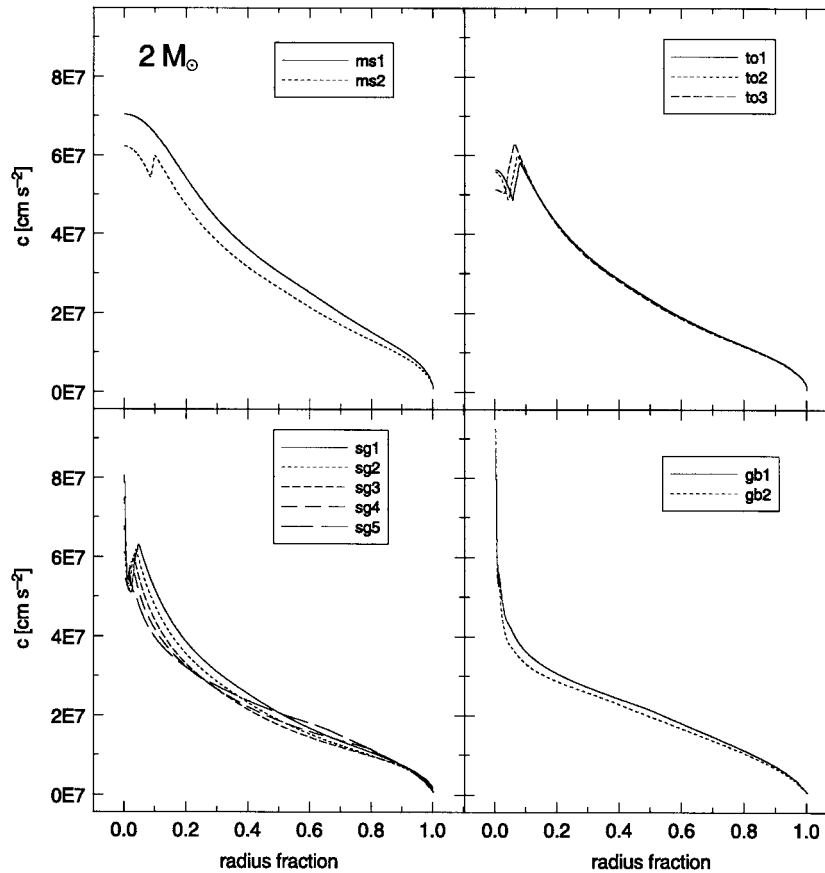 2 M☉
ms1
ms2
to1
to2
to3
8E7
6E7
4E7
2E7
0E7
c [cm s⁻²]
sg1
sg2
sg3
sg4
sg5
gb1
gb2
8E7
6E7
4E7
2E7
0E7
c [cm s⁻²]
0.0 0.2 0.4 0.6 0.8 1.0
0.0 0.2 0.4 0.6 0.8 1.0
radius fraction
radius fraction